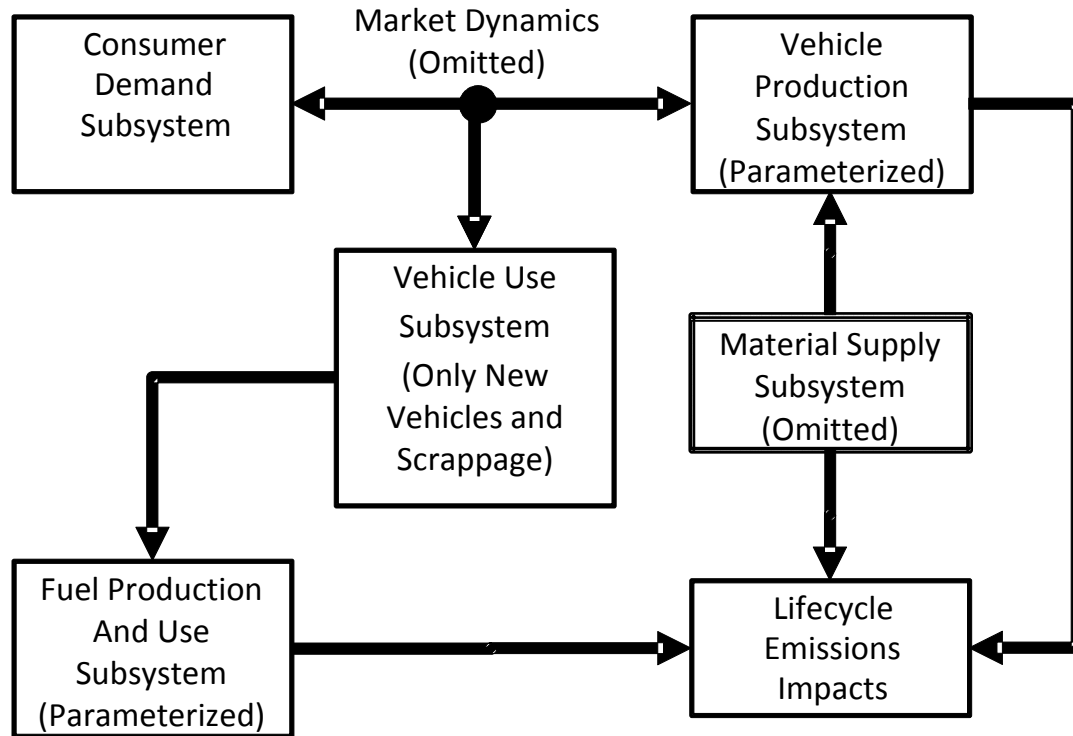 Consumer
Demand
Subsystem
Market Dynamics
(Omitted)
Vehicle
Production
Subsystem
(Parameterized)
Vehicle Use
Subsystem
(Only New
Vehicles and
Scrappage)
Material Supply
Subsystem
(Omitted)
Fuel Production
And Use
Subsystem
(Parameterized)
Lifecycle
Emissions
Impacts